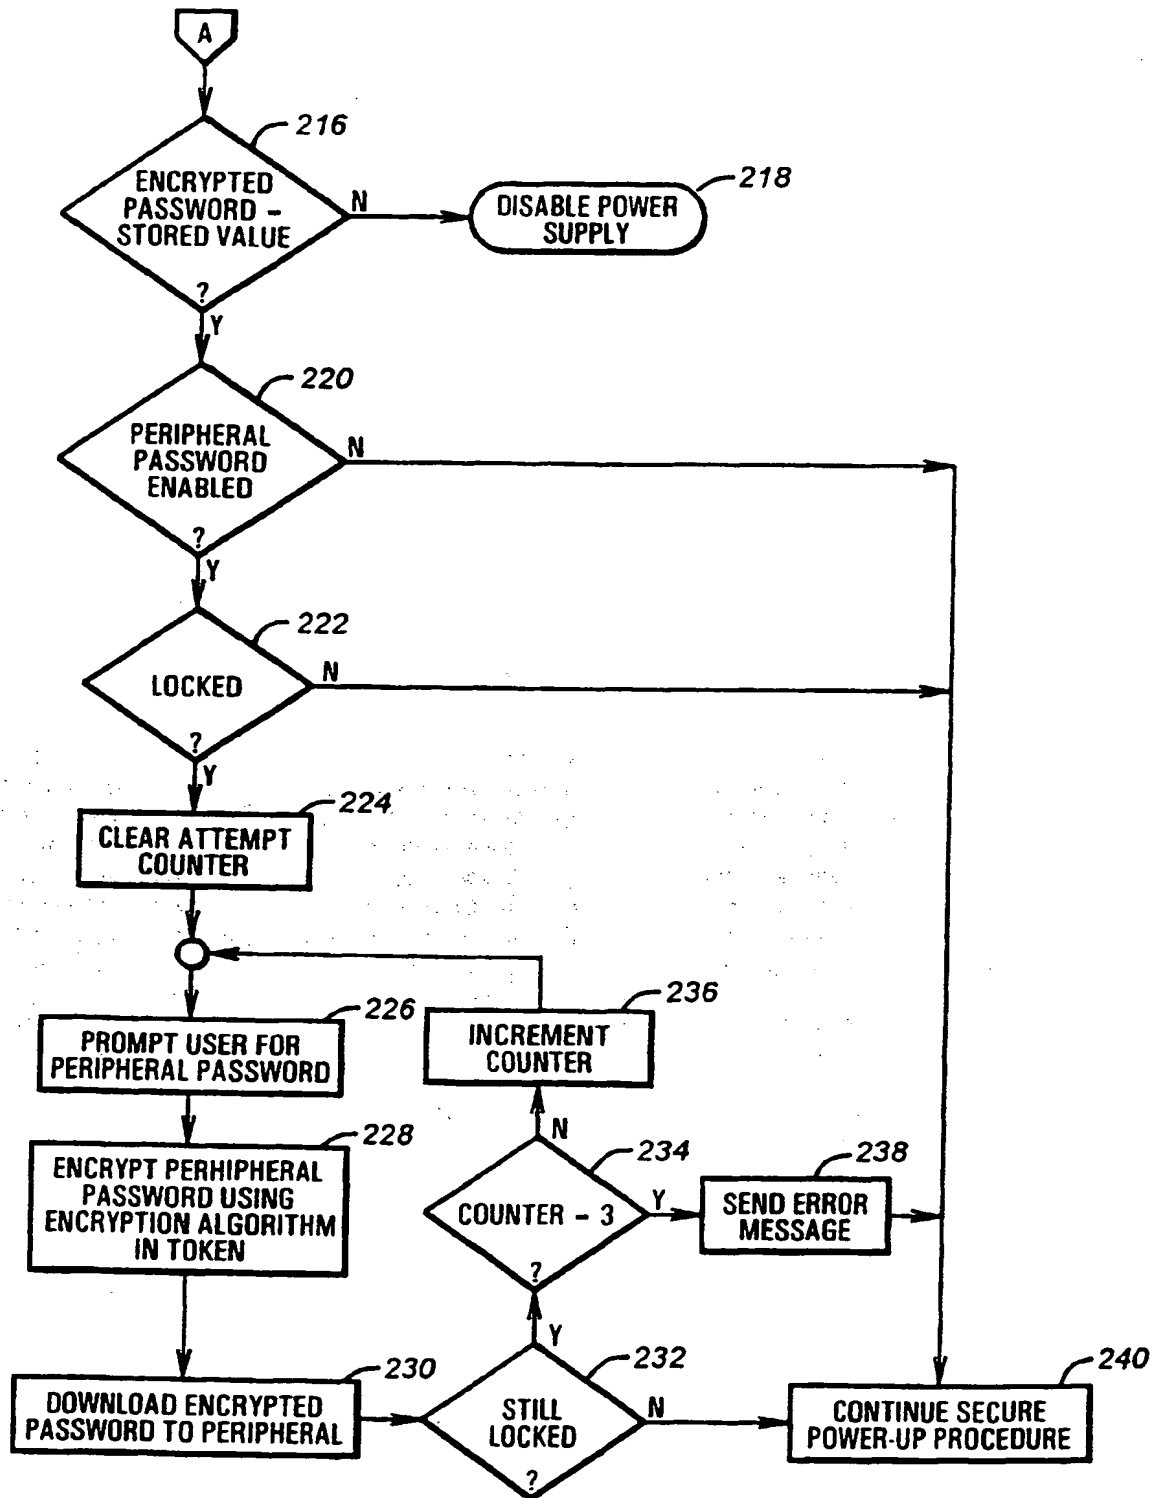 A
216
ENCRYPTED
PASSWORD –
STORED VALUE
?
N
Y
218
DISABLE POWER
SUPPLY
220
PERIPHERAL
PASSWORD
ENABLED
?
N
Y
222
LOCKED
?
N
Y
224
CLEAR ATTEMPT
COUNTER
226
PROMPT USER FOR
PERIPHERAL PASSWORD
236
INCREMENT
COUNTER
228
ENCRYPT PERHIPHERAL
PASSWORD USING
ENCRYPTION ALGORITHM
IN TOKEN
N
234
COUNTER – 3
?
Y
Y
238
SEND ERROR
MESSAGE
230
DOWNLOAD ENCRYPTED
PASSWORD TO PERIPHERAL
232
STILL
LOCKED
?
N
240
CONTINUE SECURE
POWER-UP PROCEDURE